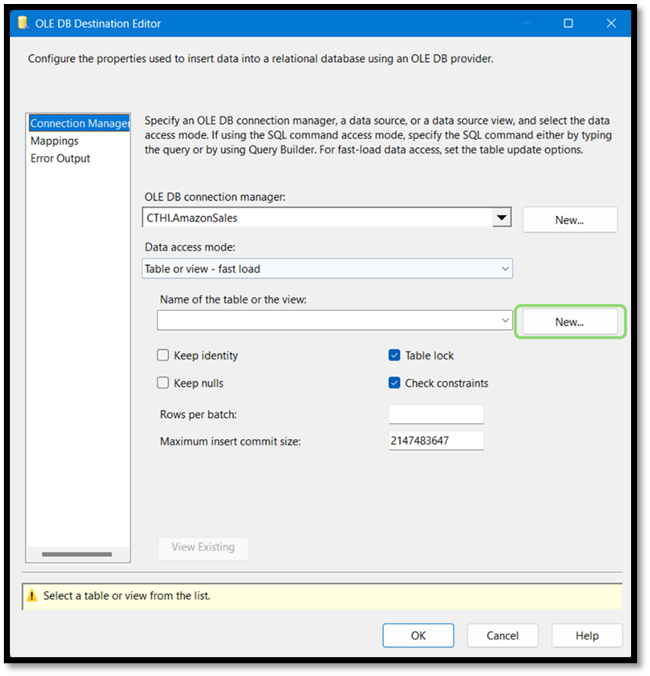 OLE DB Destination Editor
Configure the properties used to insert data into a relational database using an OLE DB provider.
Connection Manager
Mappings
Error Output
Specify an OLE DB connection manager, a data source, or a data source view, and select the data
access mode. If using the SQL command access mode, specify the SQL command either by typing
the query or by using Query Builder. For fast-load data access, set the table update options.
OLE DB connection manager:
CTHI.AmazonSales
New...
Data access mode:
Table or view - fast load
Name of the table or the view:
New...
Keep identity
Table lock
Keep nulls
Check constraints
Rows per batch:
Maximum insert commit size:
2147483647
View Existing
Select a table or view from the list.
OK
Cancel
Help